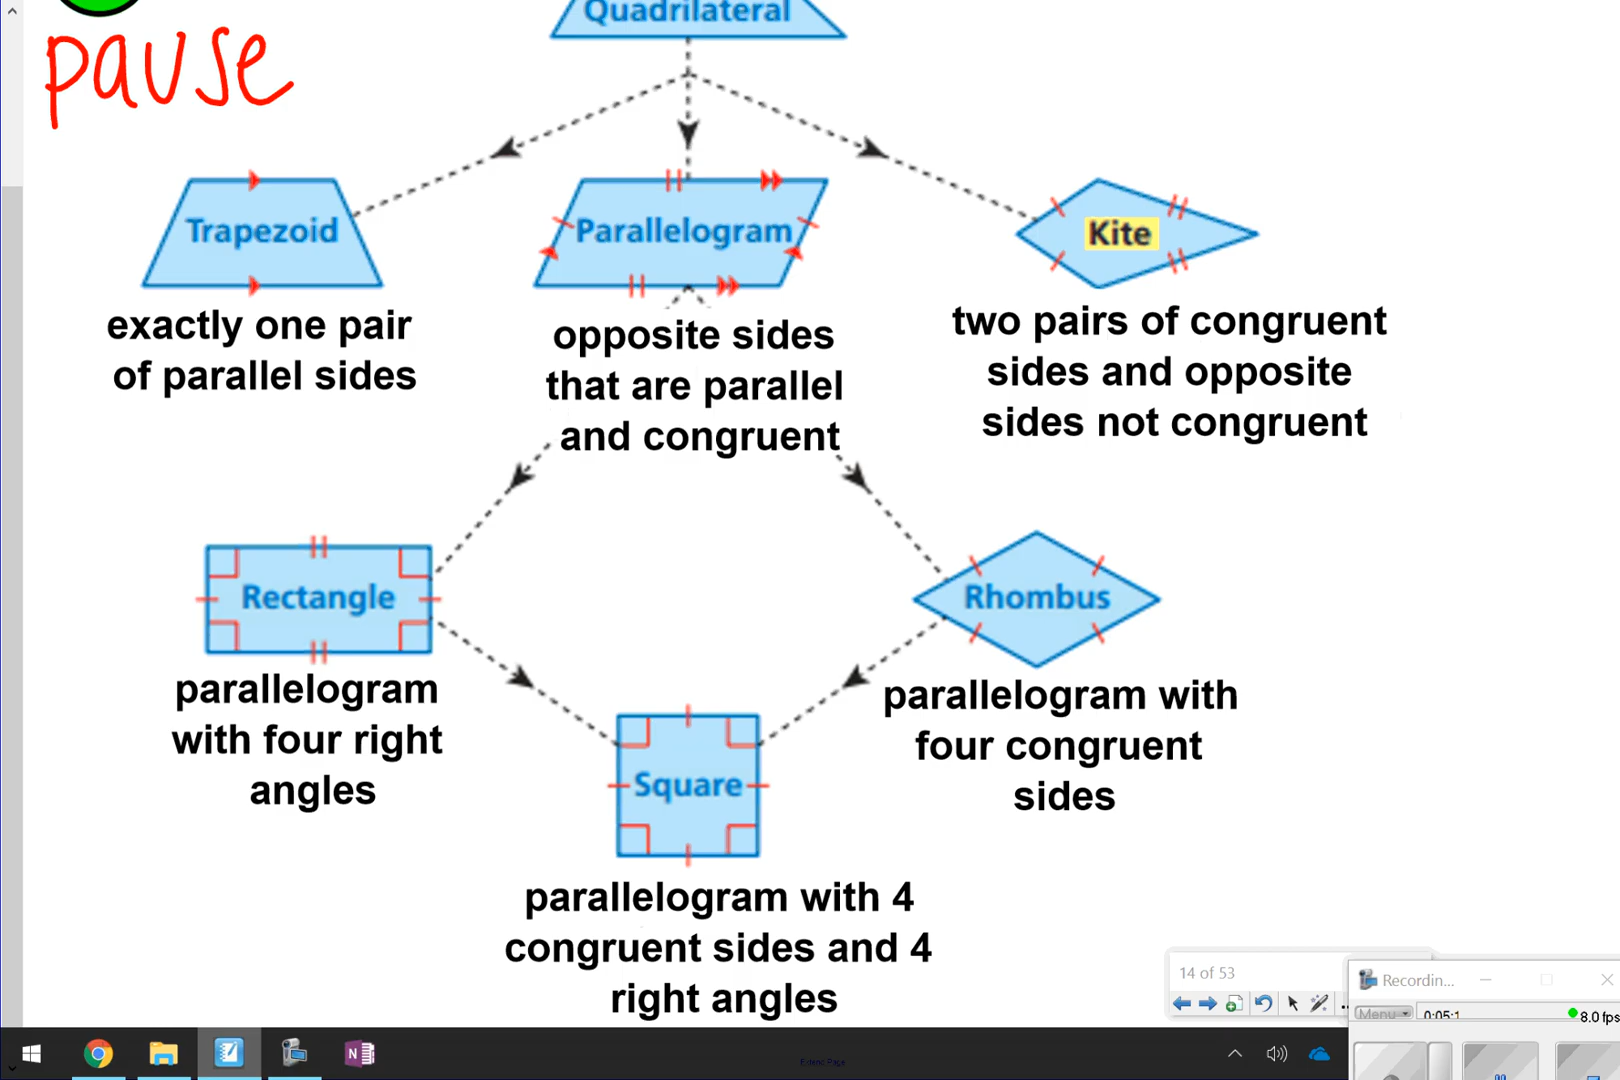 Quadrilateral
pause
Trapezoid
Parallelogram
Kite
exactly one pair
of parallel sides
opposite sides
that are parallel
and congruent
two pairs of congruent
sides and opposite
sides not congruent
Rectangle
Rhombus
parallelogram
with four right
angles
parallelogram with
four congruent
sides
Square
parallelogram with 4
congruent sides and 4
right angles
14 of 53
Recordin...
Menu
0:05:1
8.0 fps
N
Extend Page